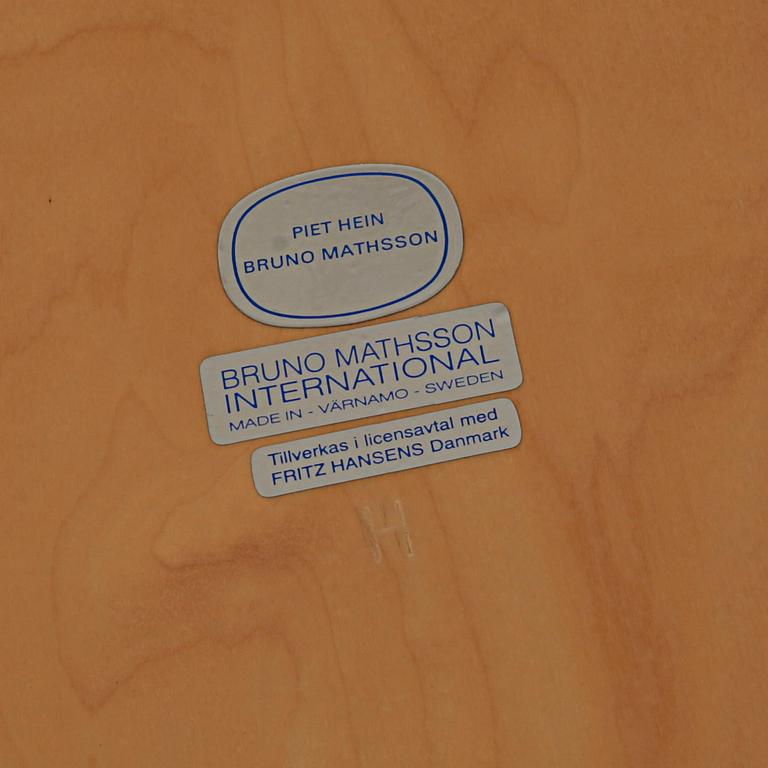 PIET HEIN
BRUNO MATHSSON
BRUNO MATHSSON
INTERNATIONAL
MADE IN - VÄRNAMO - SWEDEN
Tillverkas i licensavtal med
FRITZ HANSENS Danmark
H